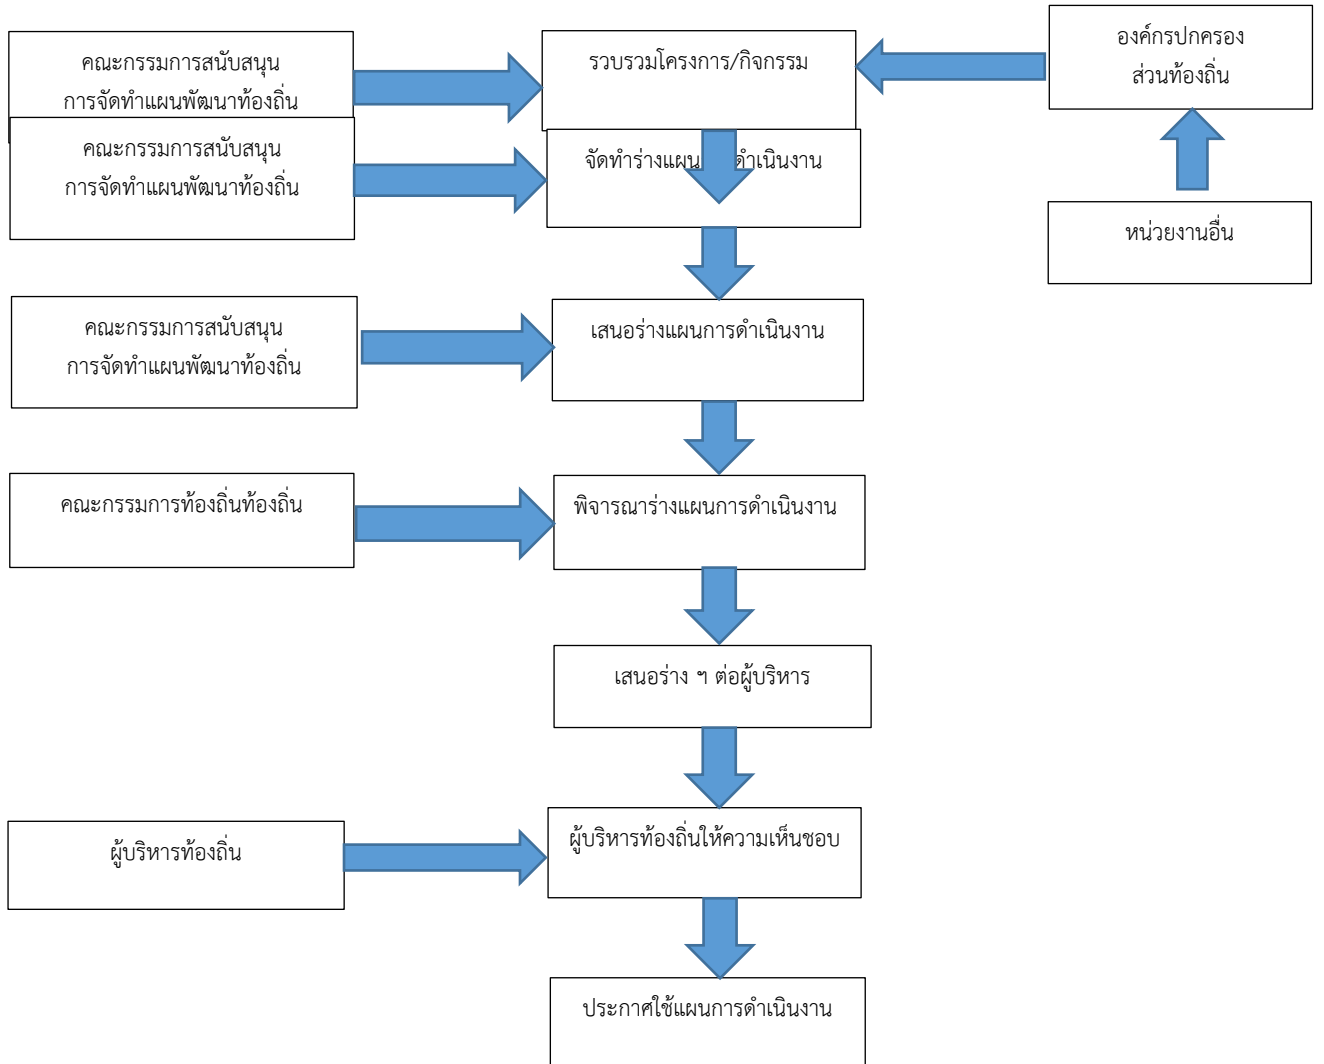 คณะกรรมการสนับสนุน
การจัดทำแผนพัฒนาท้องถิ่น
รวบรวมโครงการ/กิจกรรม
องค์กรปกครอง
ส่วนท้องถิ่น
คณะกรรมการสนับสนุน
การจัดทำแผนพัฒนาท้องถิ่น
จัดทำร่างแผน ดำเนินงาน
หน่วยงานอื่น
คณะกรรมการสนับสนุน
การจัดทำแผนพัฒนาท้องถิ่น
เสนอร่างแผนการดำเนินงาน
คณะกรรมการท้องถิ่นท้องถิ่น
พิจารณาร่างแผนการดำเนินงาน
เสนอร่าง ฯ ต่อผู้บริหาร
ผู้บริหารท้องถิ่น
ผู้บริหารท้องถิ่นให้ความเห็นชอบ
ประกาศใช้แผนการดำเนินงาน